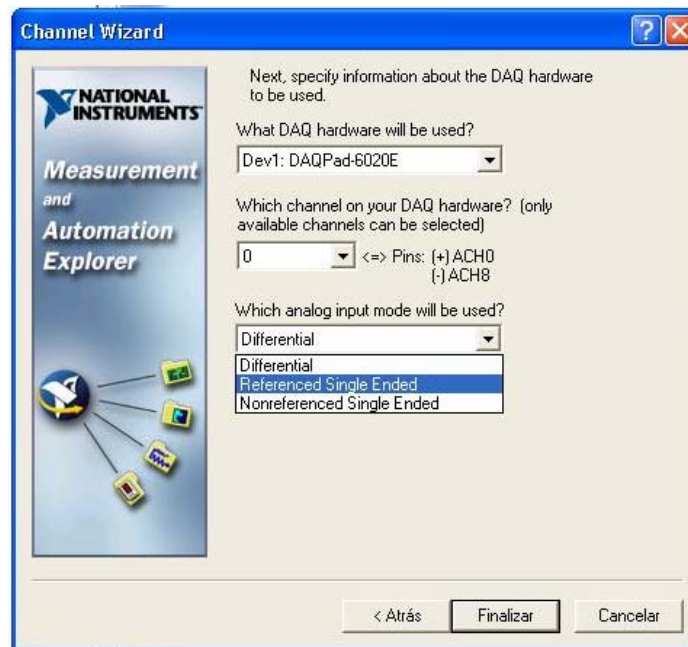 Channel Wizard
NATIONAL
INSTRUMENTS
Measurement
and
Automation
Explorer
Next, specify information about the DAQ hardware
to be used.
What DAQ hardware will be used?
Dev1: DAQPad-6020E
Which channel on your DAQ hardware? (only
available channels can be selected)
0 <=> Pins: (+) ACH0
(-) ACH8
Which analog input mode will be used?
Differential
Differential
Referenced Single Ended
Nonreferenced Single Ended
< Atrás Finalizar Cancelar